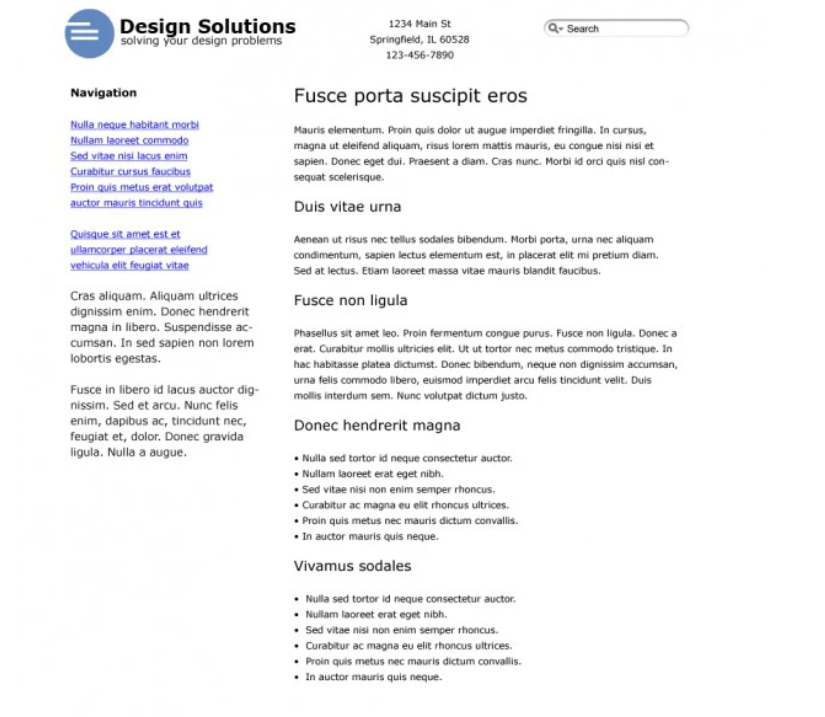 Design Solutions
solving your design problems
1234 Main St
Springfield, IL 60528
123-456-7890
Search
Navigation
Nulla neque habitant morbi
Nullam laoreet commodo
Sed vitae nisi lacus enim
Curabitur cursus faucibus
Proin quis metus erat volutpat
auctor mauris tincidunt quis
Quisque sit amet est et
ullamcorper placerat eleifend
vehicula elit feugiat vitae
Cras aliquam. Aliquam ultrices
dignissim enim. Donec hendrerit
magna in libero. Suspendisse ac-
cumsan. In sed sapien non lorem
lobortis egestas.
Fusce in libero id lacus auctor dig-
nissim. Sed et arcu. Nunc felis
enim, dapibus ac, tincidunt nec,
feugiat et, dolor. Donec gravida
ligula. Nulla a augue.
Fusce porta suscipit eros
Mauris elementum. Proin quis dolor ut augue imperdiet fringilla. In cursus,
magna ut eleifend aliquam, risus lorem mattis mauris, eu congue nisi nisi et
sapien. Donec eget dui. Praesent a diam. Cras nunc. Morbi id orci quis nisl con-
sequat scelerisque.
Duis vitae urna
Aenean ut risus nec tellus sodales bibendum. Morbi porta, urna nec aliquam
condimentum, sapien lectus elementum est, in placerat elit mi pretium diam.
Sed at lectus. Etiam laoreet massa vitae mauris blandit faucibus.
Fusce non ligula
Phasellus sit amet leo. Proin fermentum congue purus. Fusce non ligula. Donec a
erat. Curabitur mollis ultricies elit. Ut ut tortor nec metus commodo tristique. In
hac habitasse platea dictumst. Donec bibendum, neque non dignissim accumsan,
urna felis commodo libero, euismod imperdiet arcu felis tincidunt velit. Duis
mollis interdum sem. Nunc volutpat dictum justo.
Donec hendrerit magna
• Nulla sed tortor id neque consectetur auctor.
• Nullam laoreet erat eget nibh.
• Sed vitae nisi non enim semper rhoncus.
• Curabitur ac magna eu elit rhoncus ultrices.
• Proin quis metus nec mauris dictum convallis.
• In auctor mauris quis neque.
Vivamus sodales
• Nulla sed tortor id neque consectetur auctor.
• Nullam laoreet erat eget nibh.
• Sed vitae nisi non enim semper rhoncus.
• Curabitur ac magna eu elit rhoncus ultrices.
• Proin quis metus nec mauris dictum convallis.
• In auctor mauris quis neque.